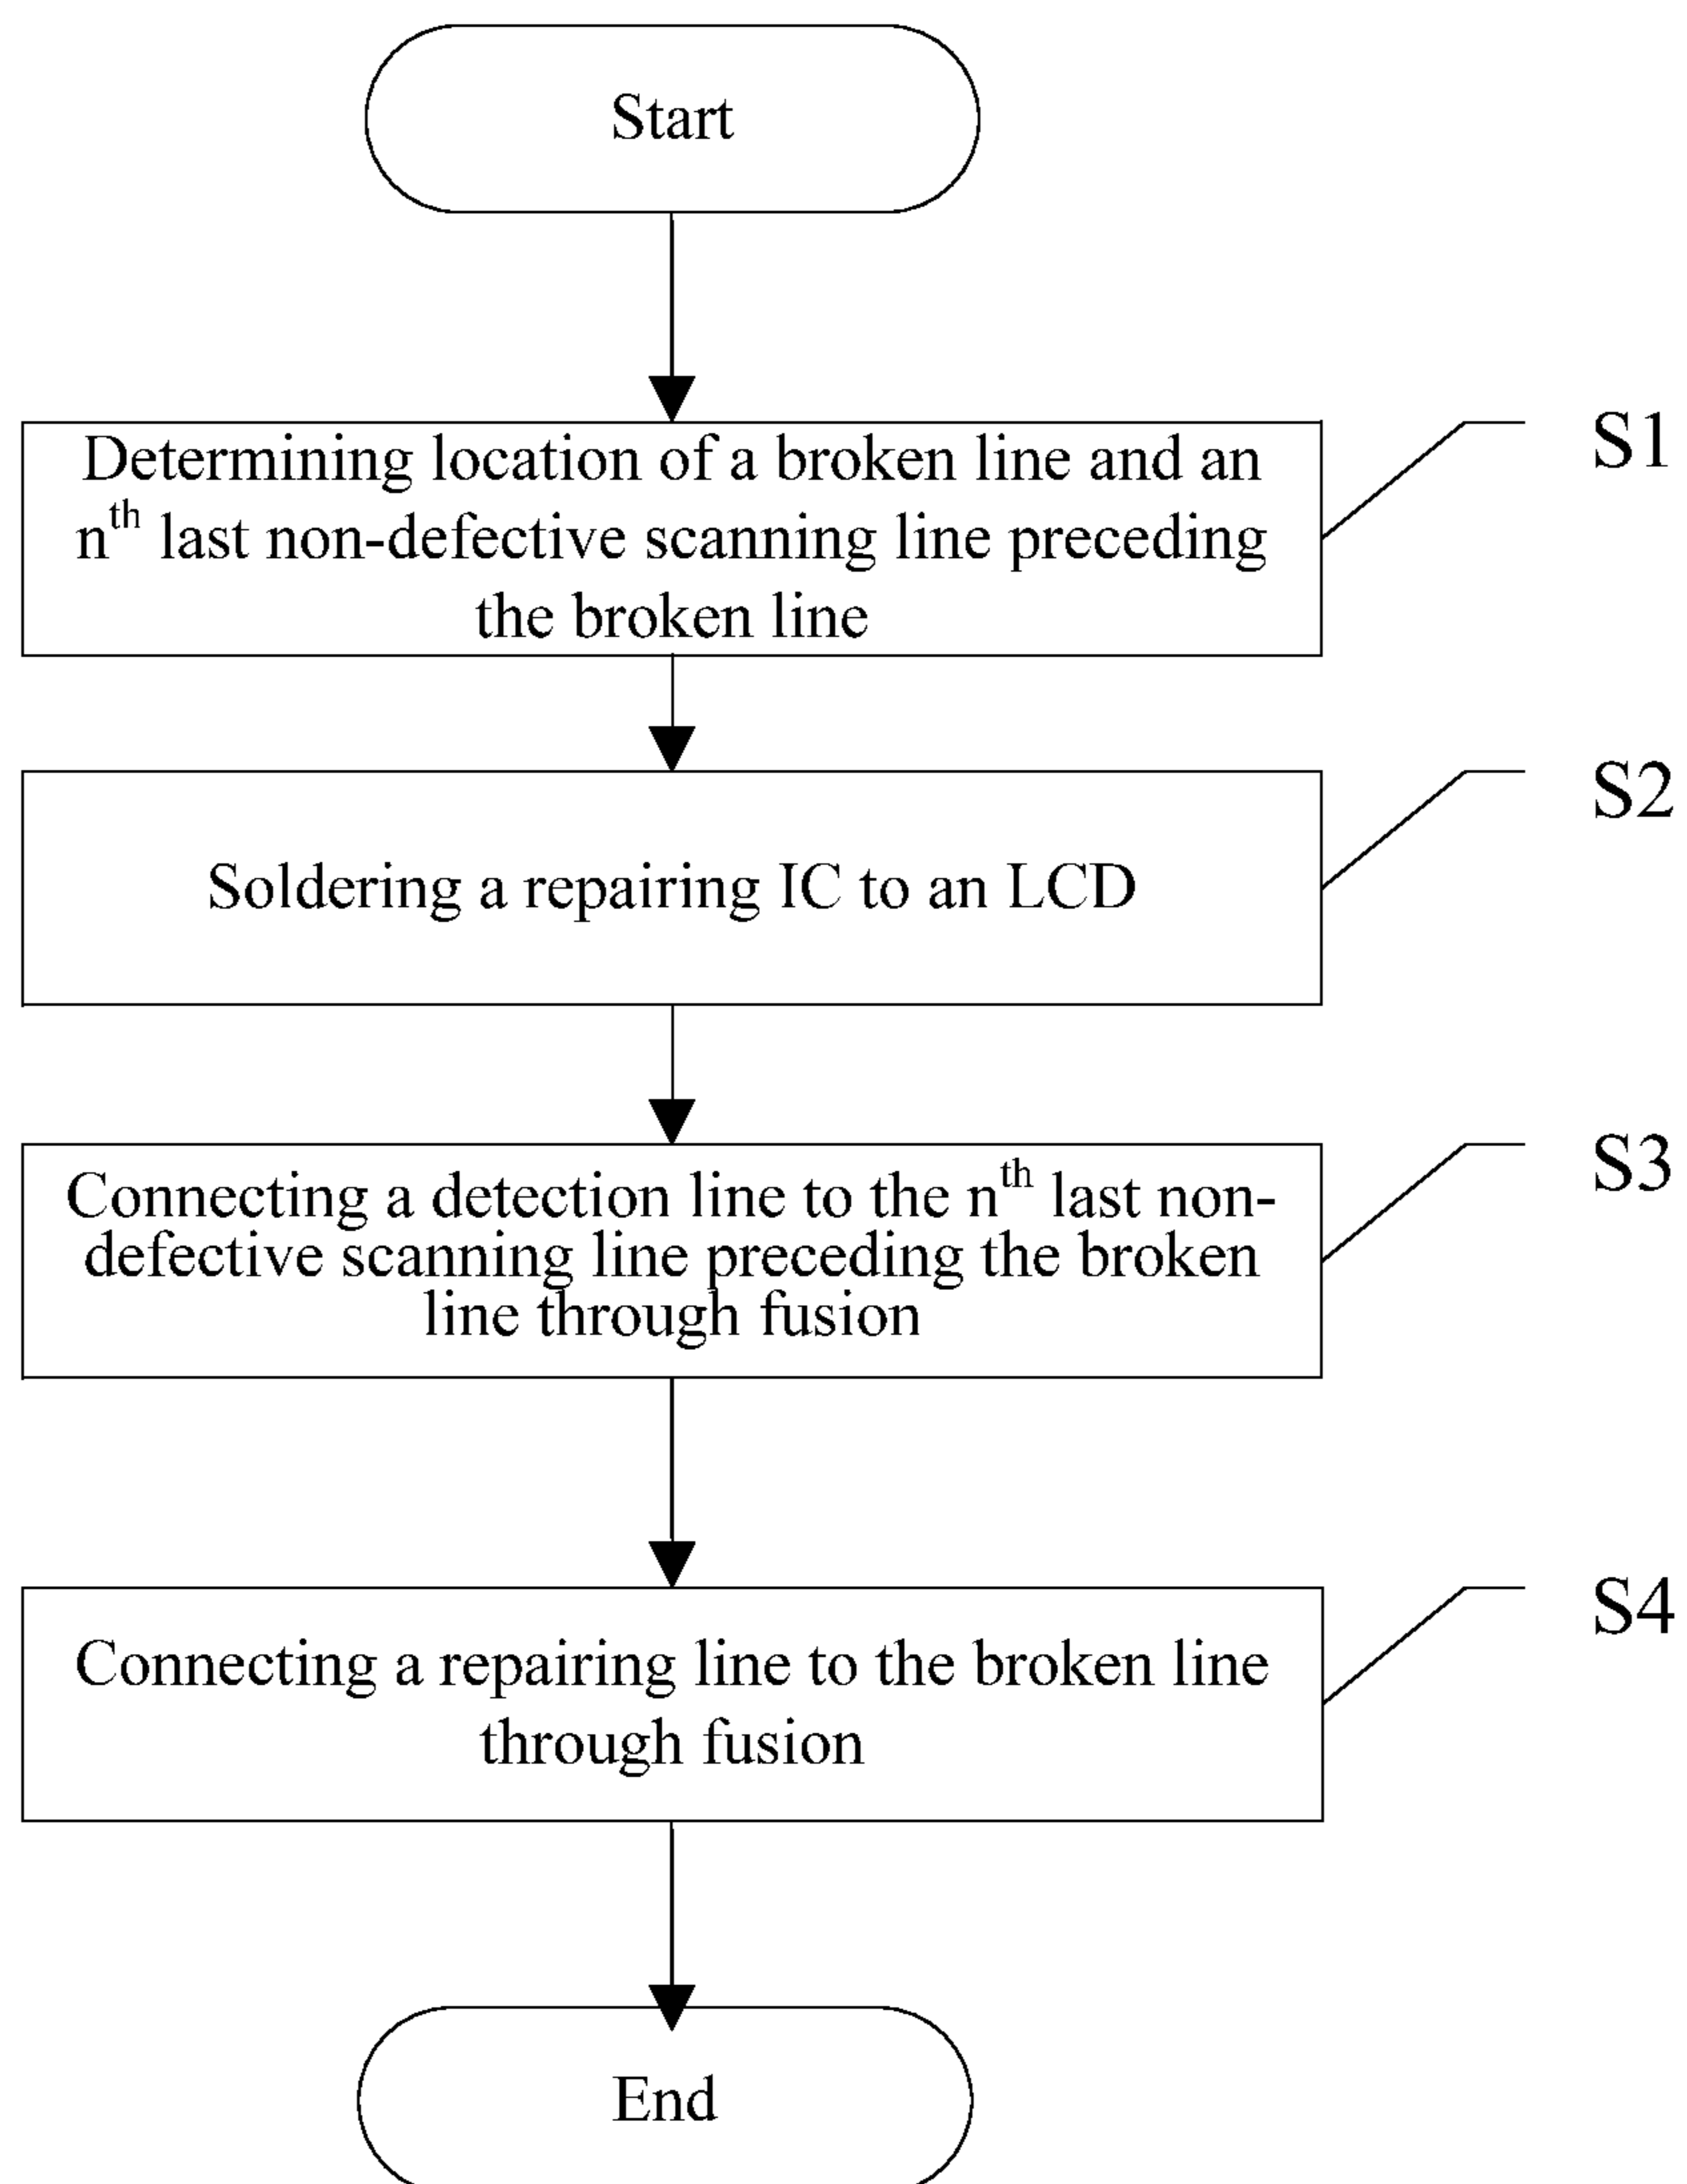 Start
Determining location of a broken line and an
nth last non-defective scanning line preceding
the broken line
S1
Soldering a repairing IC to an LCD
S2
Connecting a detection line to the nth last non-
defective scanning line preceding the broken
line through fusion
S3
Connecting a repairing line to the broken line
through fusion
S4
End